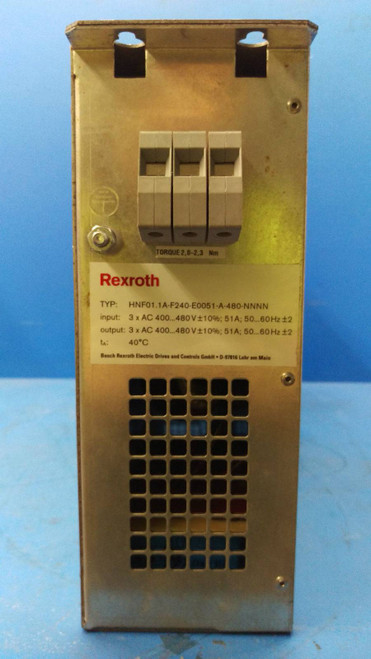 TORQUE 2,0-2,3 Nm
Rexroth
TYP: HNF01.1A-F240-E0051-A-480-NNNN
input: 3 x AC 400...480V±10%; 51A; 50...60Hz±2
output: 3 x AC 400...480V±10%; 51A; 50...60Hz±2
tA: 40°C
Bosch Rexroth Electric Drives and Controls GmbH • D-97816 Lohr am Main